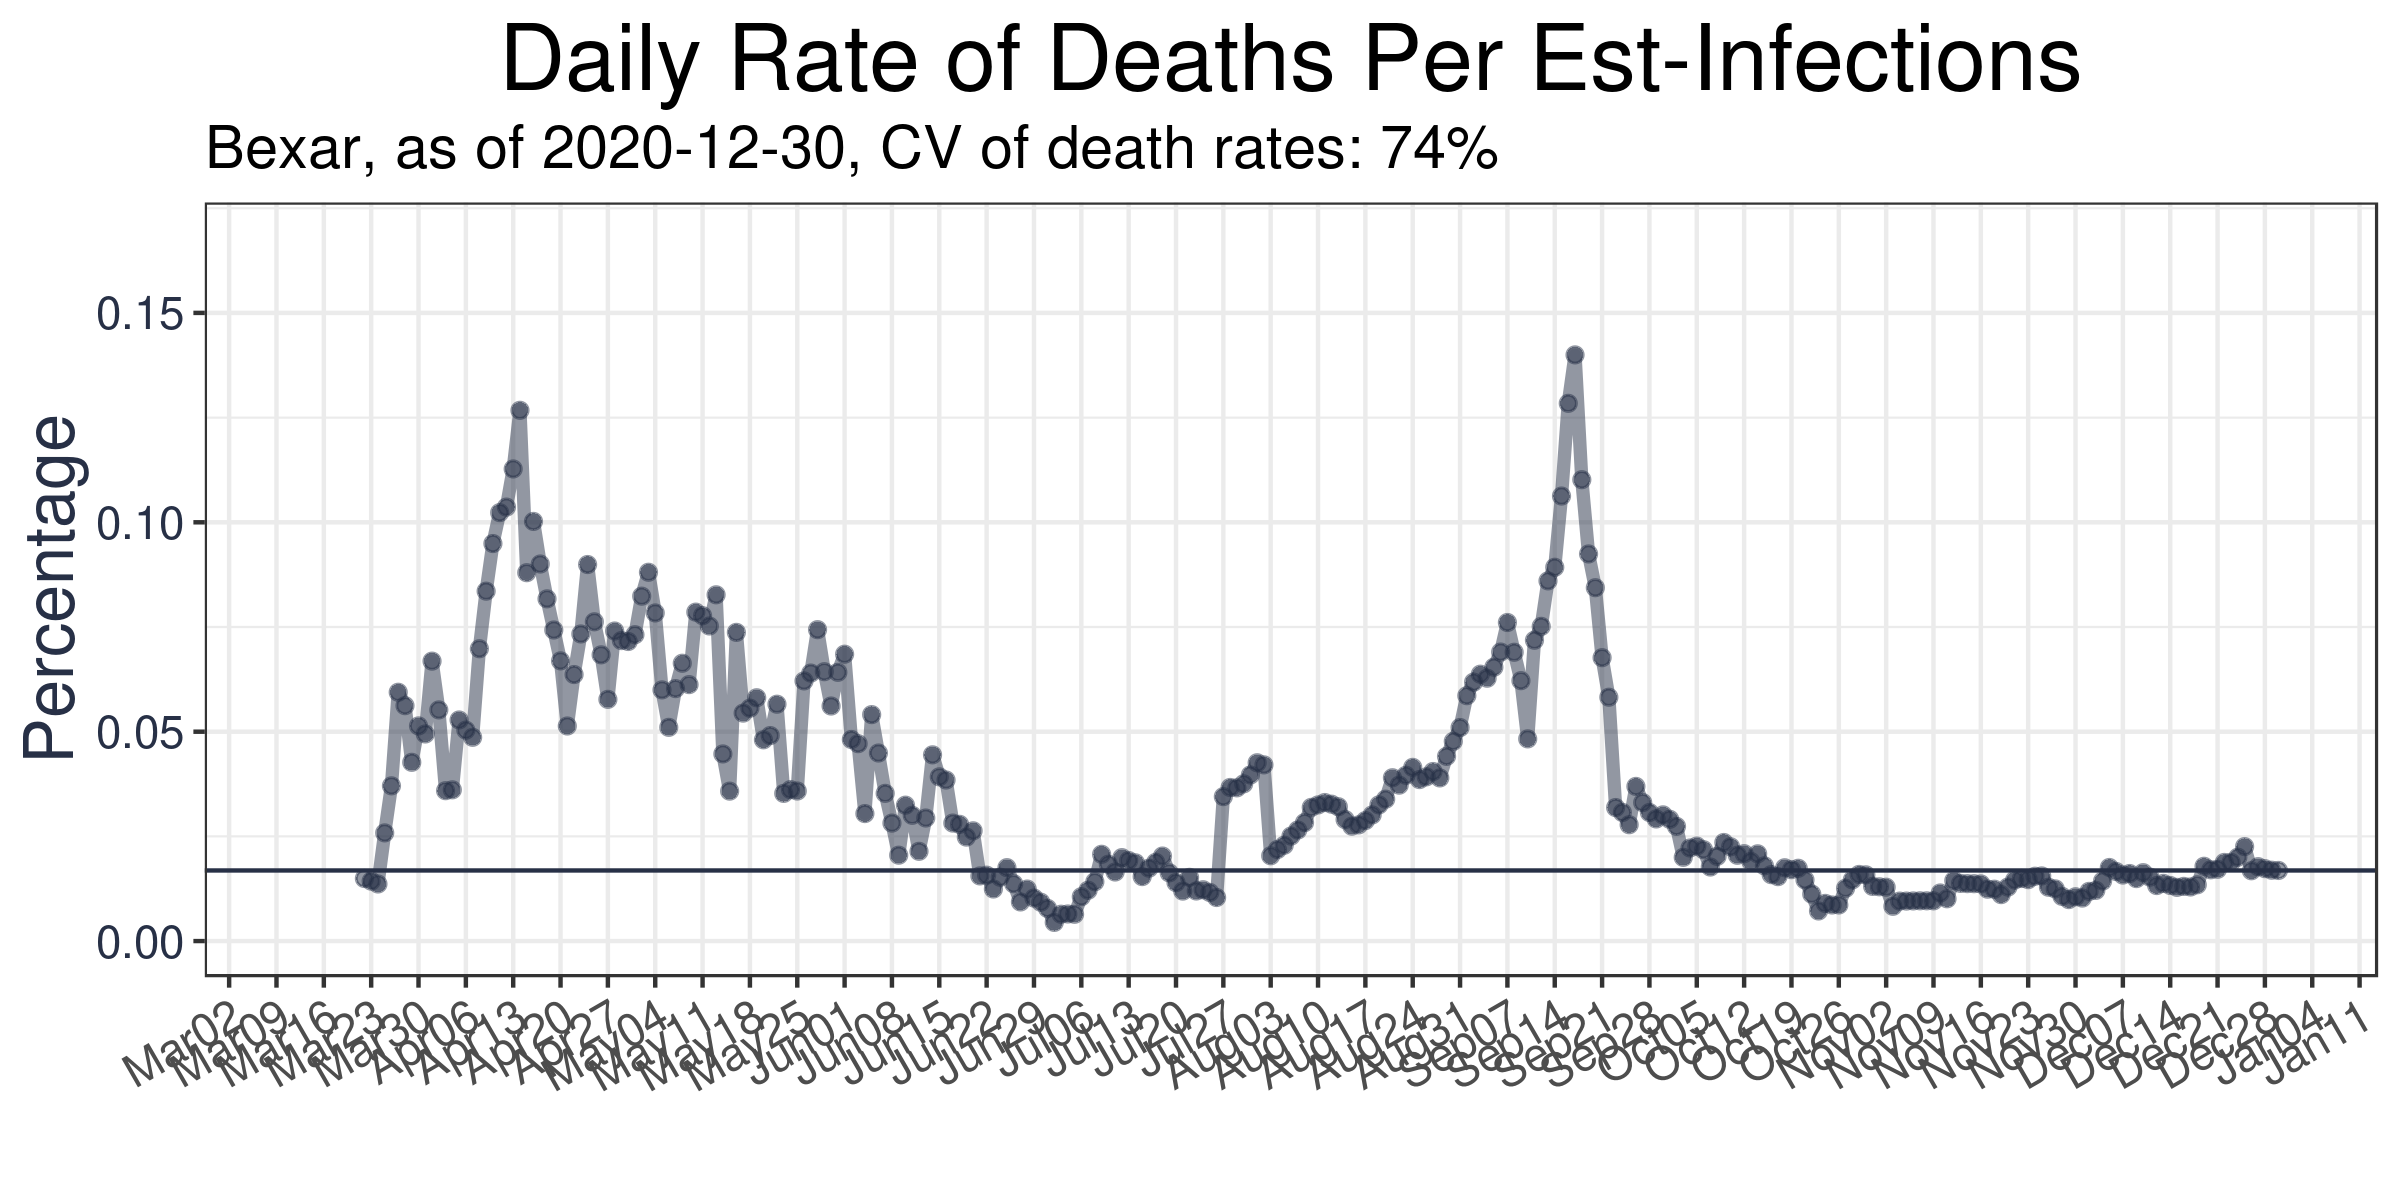 Daily Rate of Deaths Per Est-Infections
Bexar, as of 2020-12-30, CV of death rates: 74%
Percentage
0.15
0.10
0.05
0.00
Mar02
Mar09
Mar16
Mar23
Mar30
Apr06
Apr13
Apr20
Apr27
May04
May11
May18
May25
Jun01
Jun08
Jun15
Jun22
Jun29
Jul06
Jul13
Jul20
Jul27
Aug03
Aug10
Aug17
Aug24
Aug31
Sep07
Sep14
Sep21
Sep28
Oct05
Oct12
Oct19
Oct26
Nov02
Nov09
Nov16
Nov23
Nov30
Dec07
Dec14
Dec21
Dec28
Jan04
Jan11